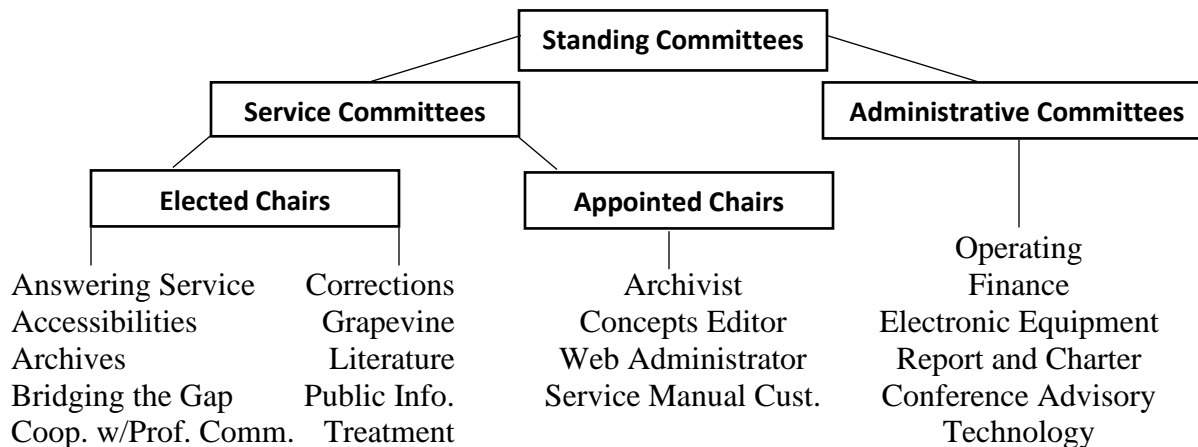 Standing Committees
Service Committees
Administrative Committees
Elected Chairs
Appointed Chairs
Answering Service
Accessibilities
Archives
Bridging the Gap
Coop. w/Prof. Comm.
Corrections
Grapevine
Literature
Public Info.
Treatment
Archivist
Concepts Editor
Web Administrator
Service Manual Cust.
Operating
Finance
Electronic Equipment
Report and Charter
Conference Advisory
Technology